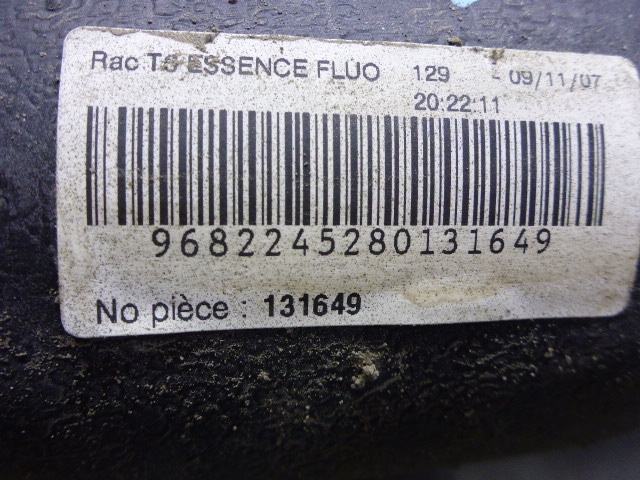 Rac T5 ESSENCE FLUO 129 - 09/11/07
20:22:11
9682245280131649
No pièce : 131649